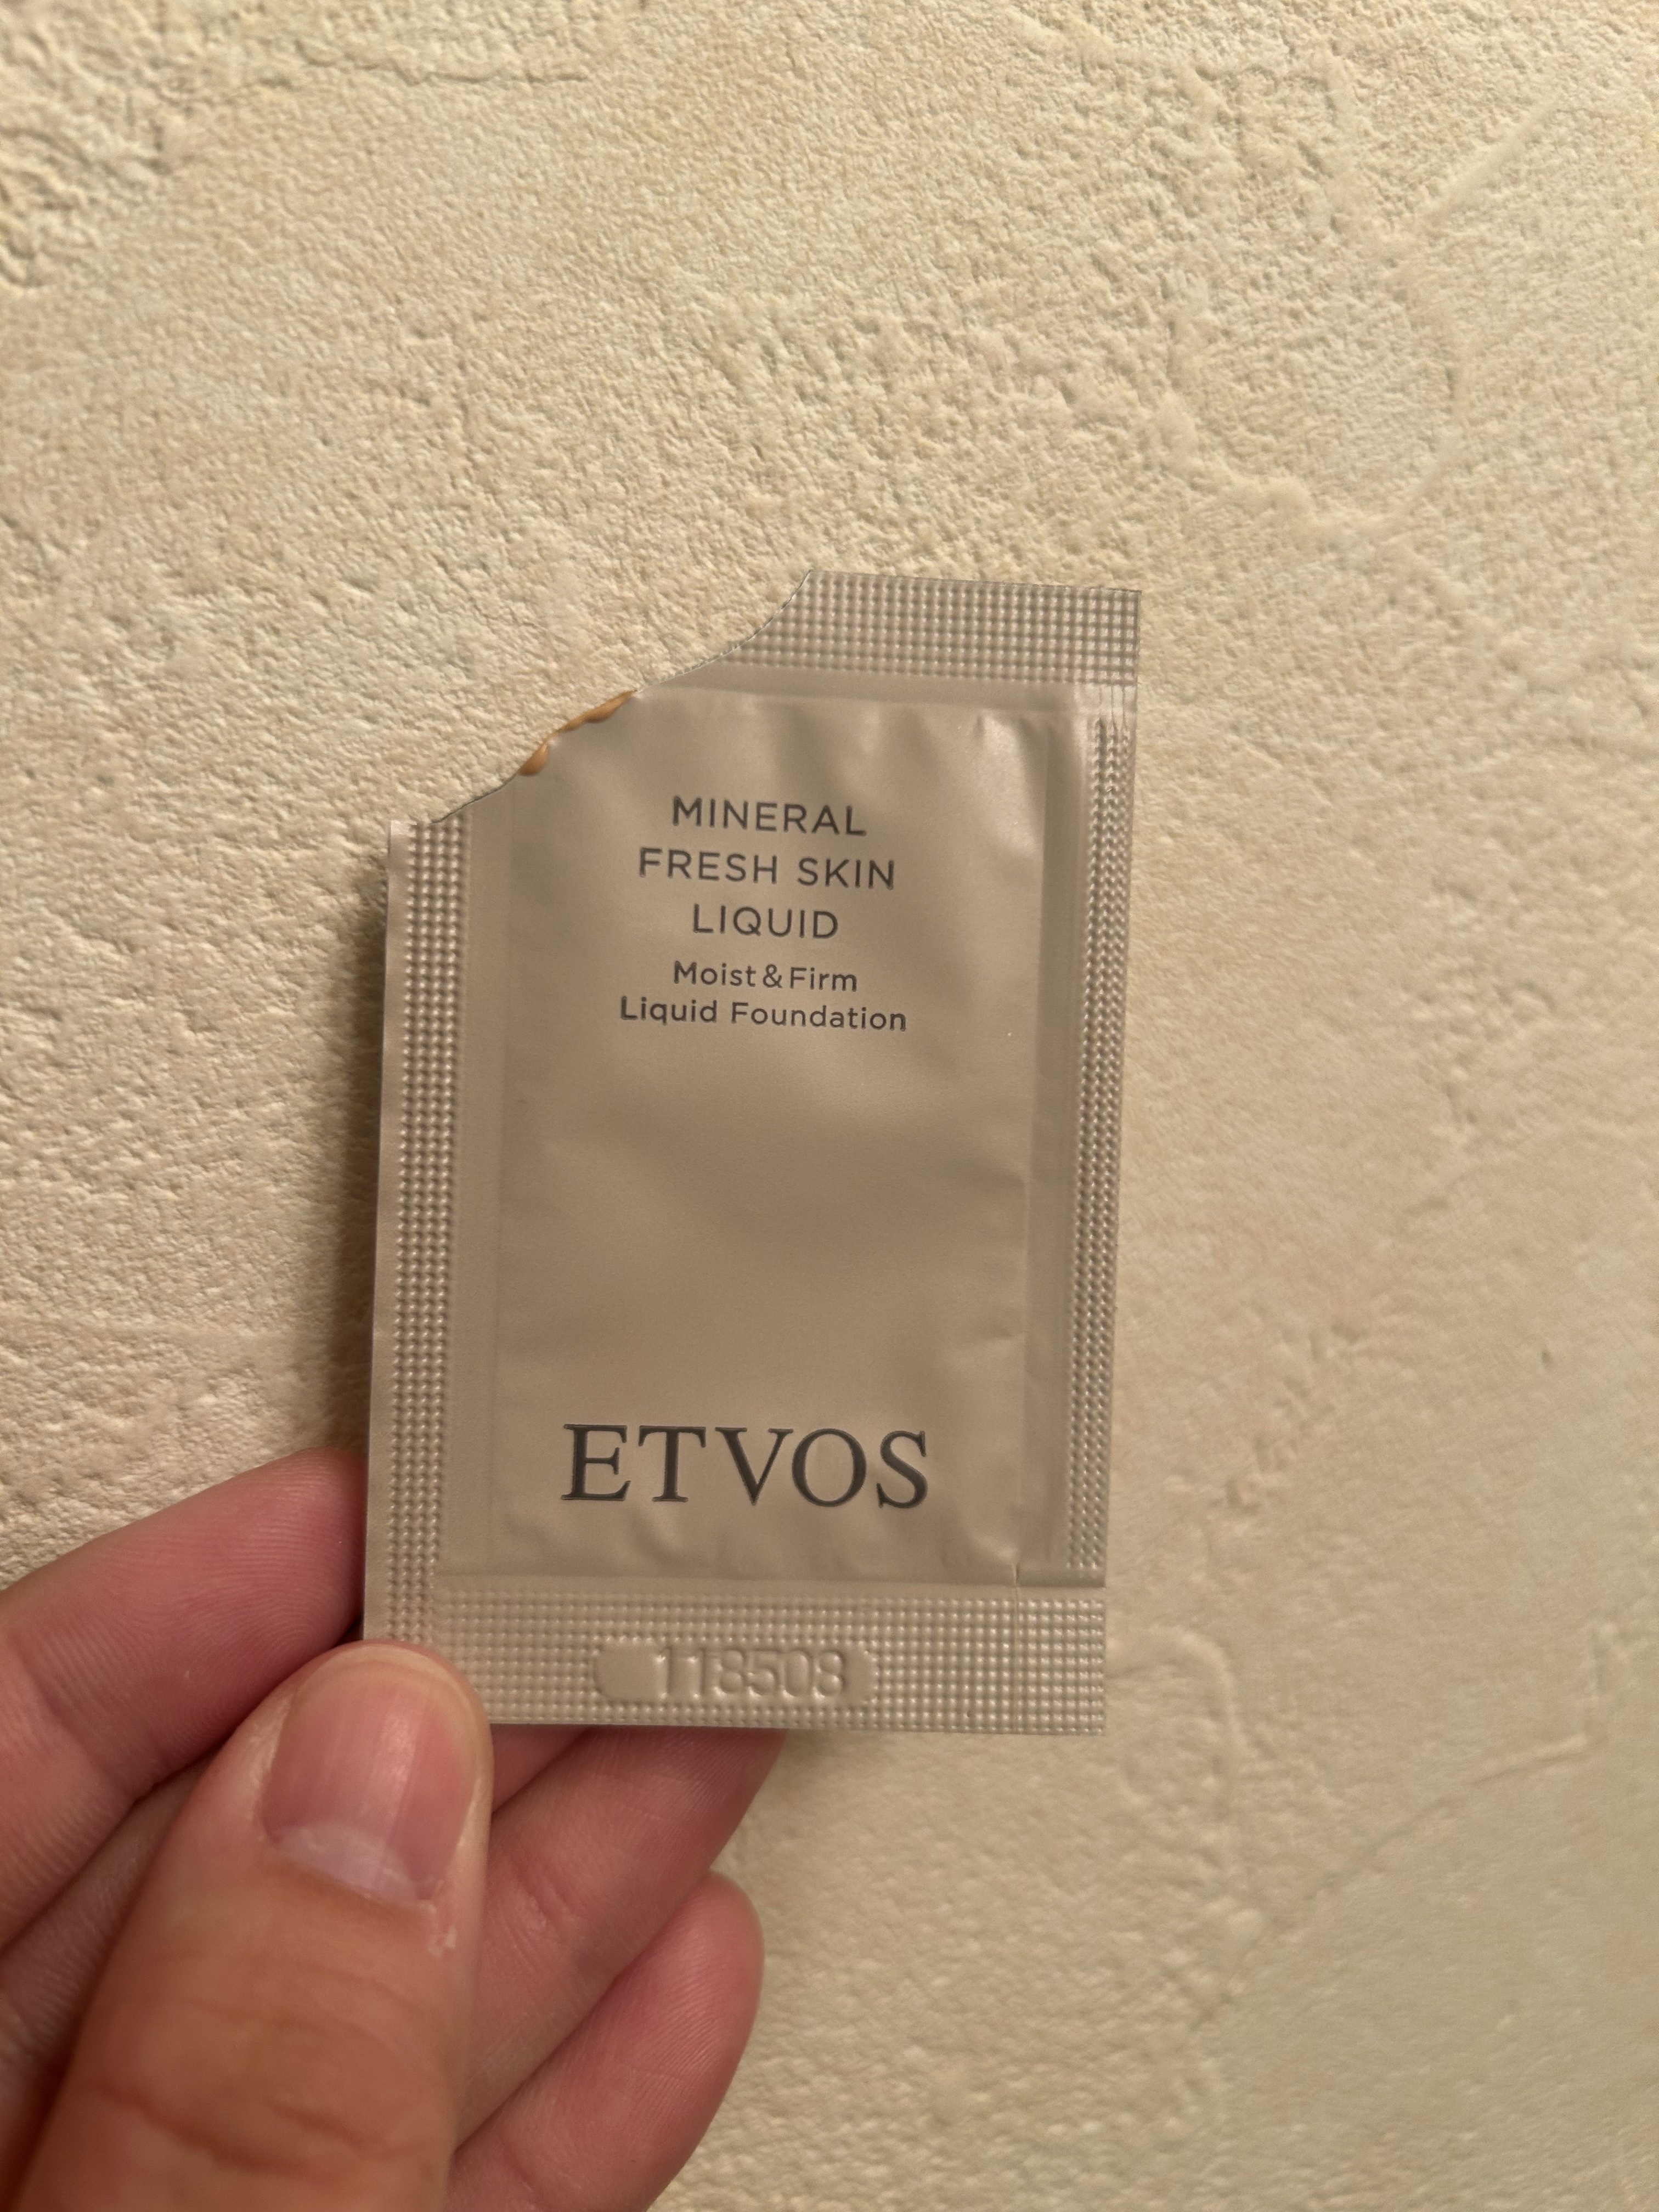 MINERAL
FRESH SKIN
LIQUID
Moist & Firm
Liquid Foundation
ETVOS
118508